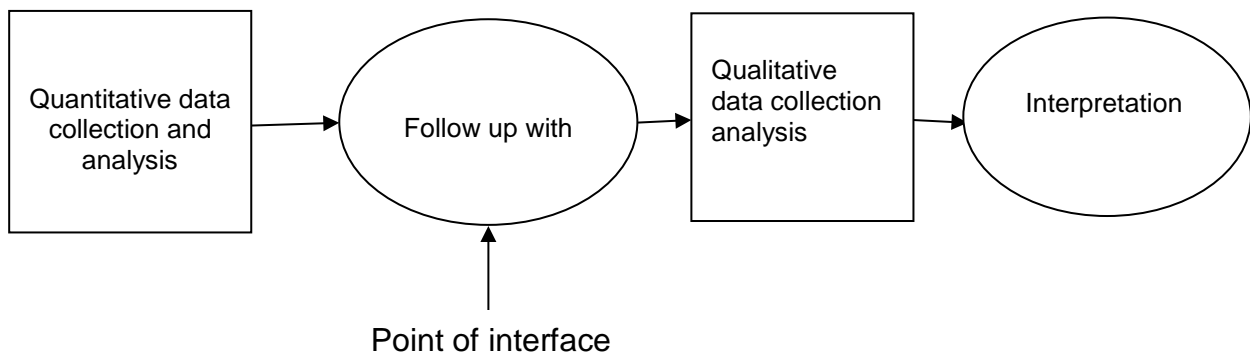 Quantitative data
collection and
analysis
Follow up with
Qualitative
data collection
analysis
Interpretation
Point of interface